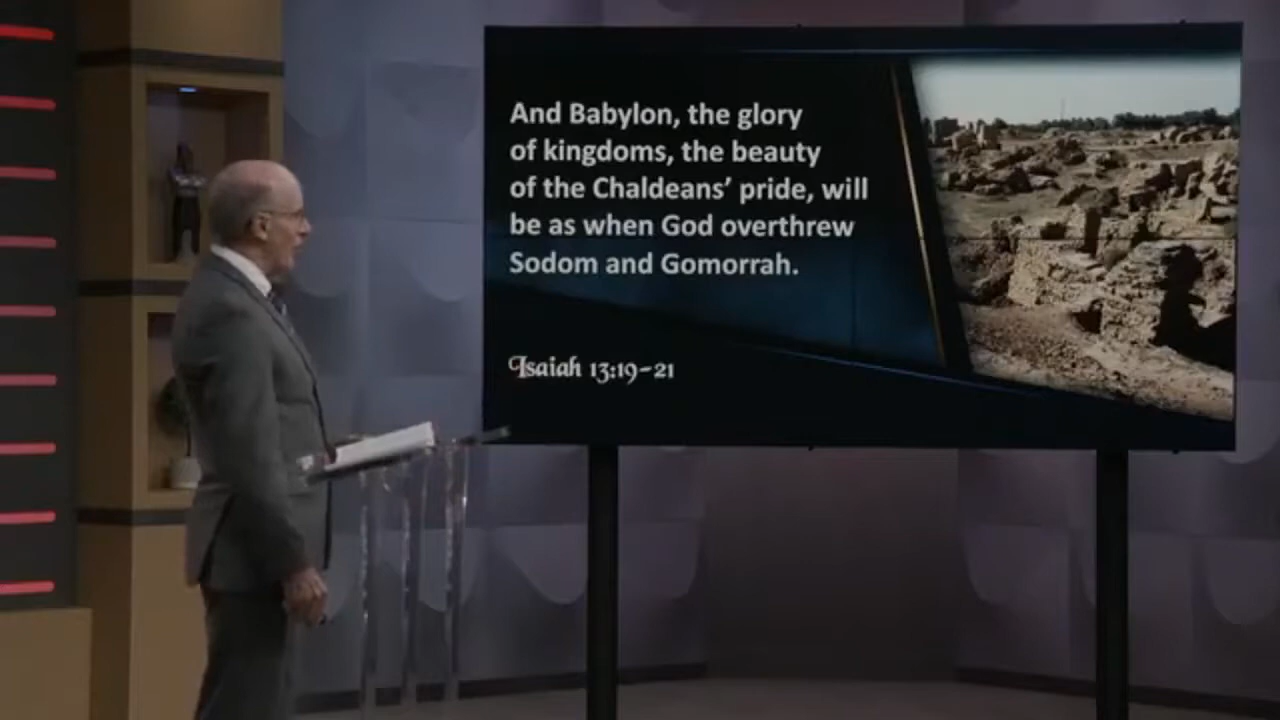 And Babylon, the glory
of kingdoms, the beauty
of the Chaldeans’ pride, will
be as when God overthrew
Sodom and Gomorrah.
Isaiah 13:19-21